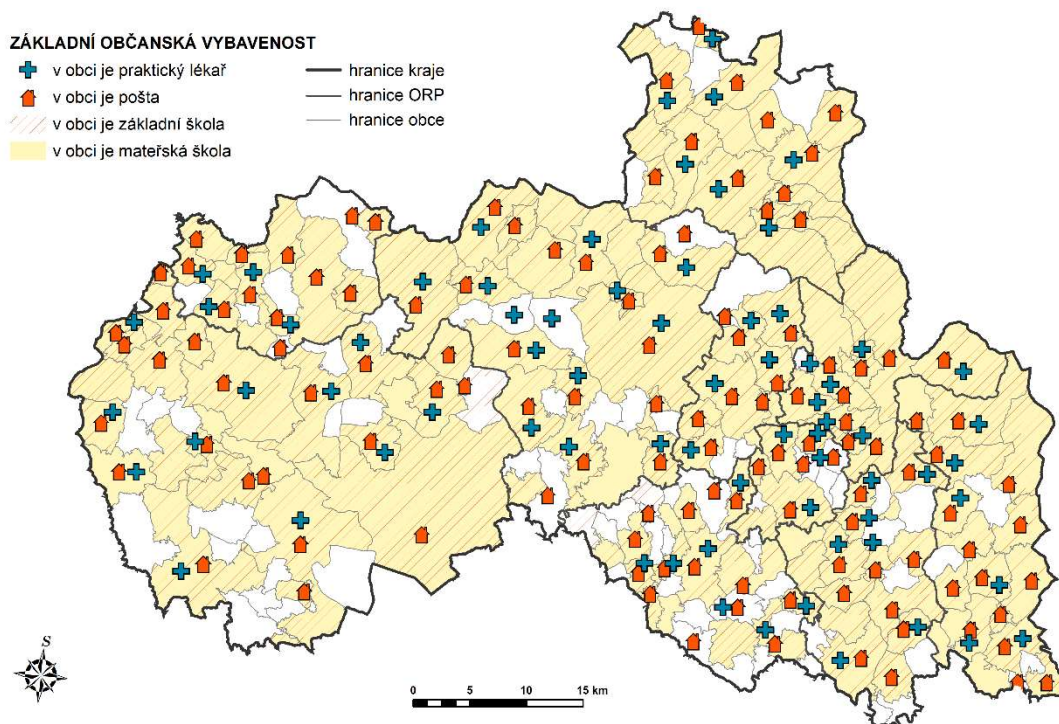 ZÁKLADNÍ OBČANSKÁ VYBAVENOST
v obci je praktický lékař
v obci je pošta
v obci je základní škola
v obci je mateřská škola
hranice kraje
hranice ORP
hranice obce
S
0 5 10 15 km